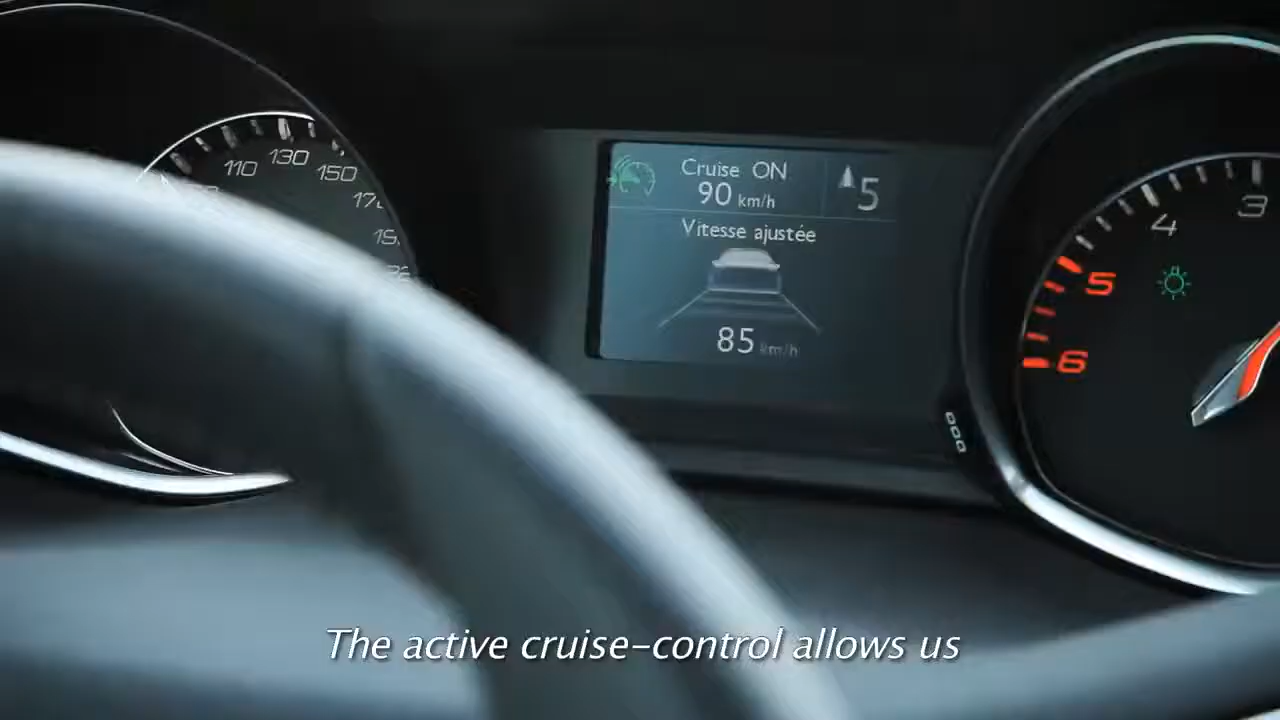 110
130
150
Cruise ON
90 km/h
5
Vitesse ajustée
85 km/h
3
4
5
6
The active cruise-control allows us